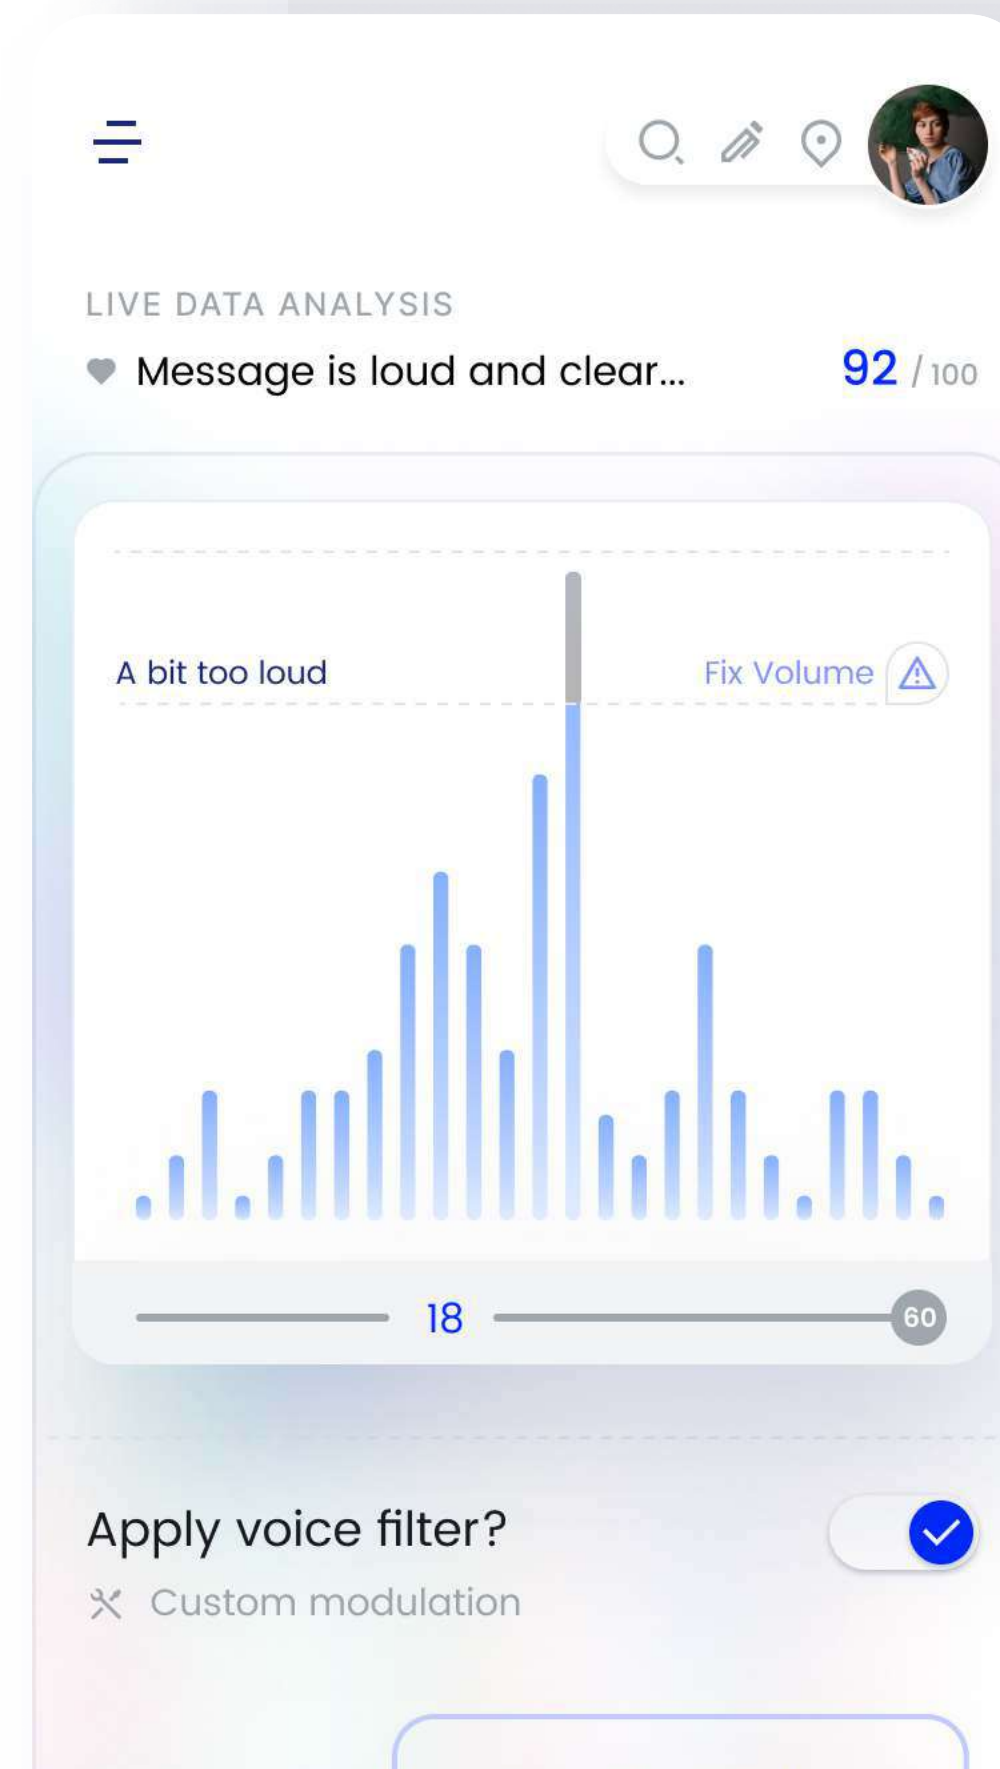 LIVE DATA ANALYSIS
Message is loud and clear... 92 / 100
A bit too loud Fix Volume
18 60
Apply voice filter?
Custom modulation